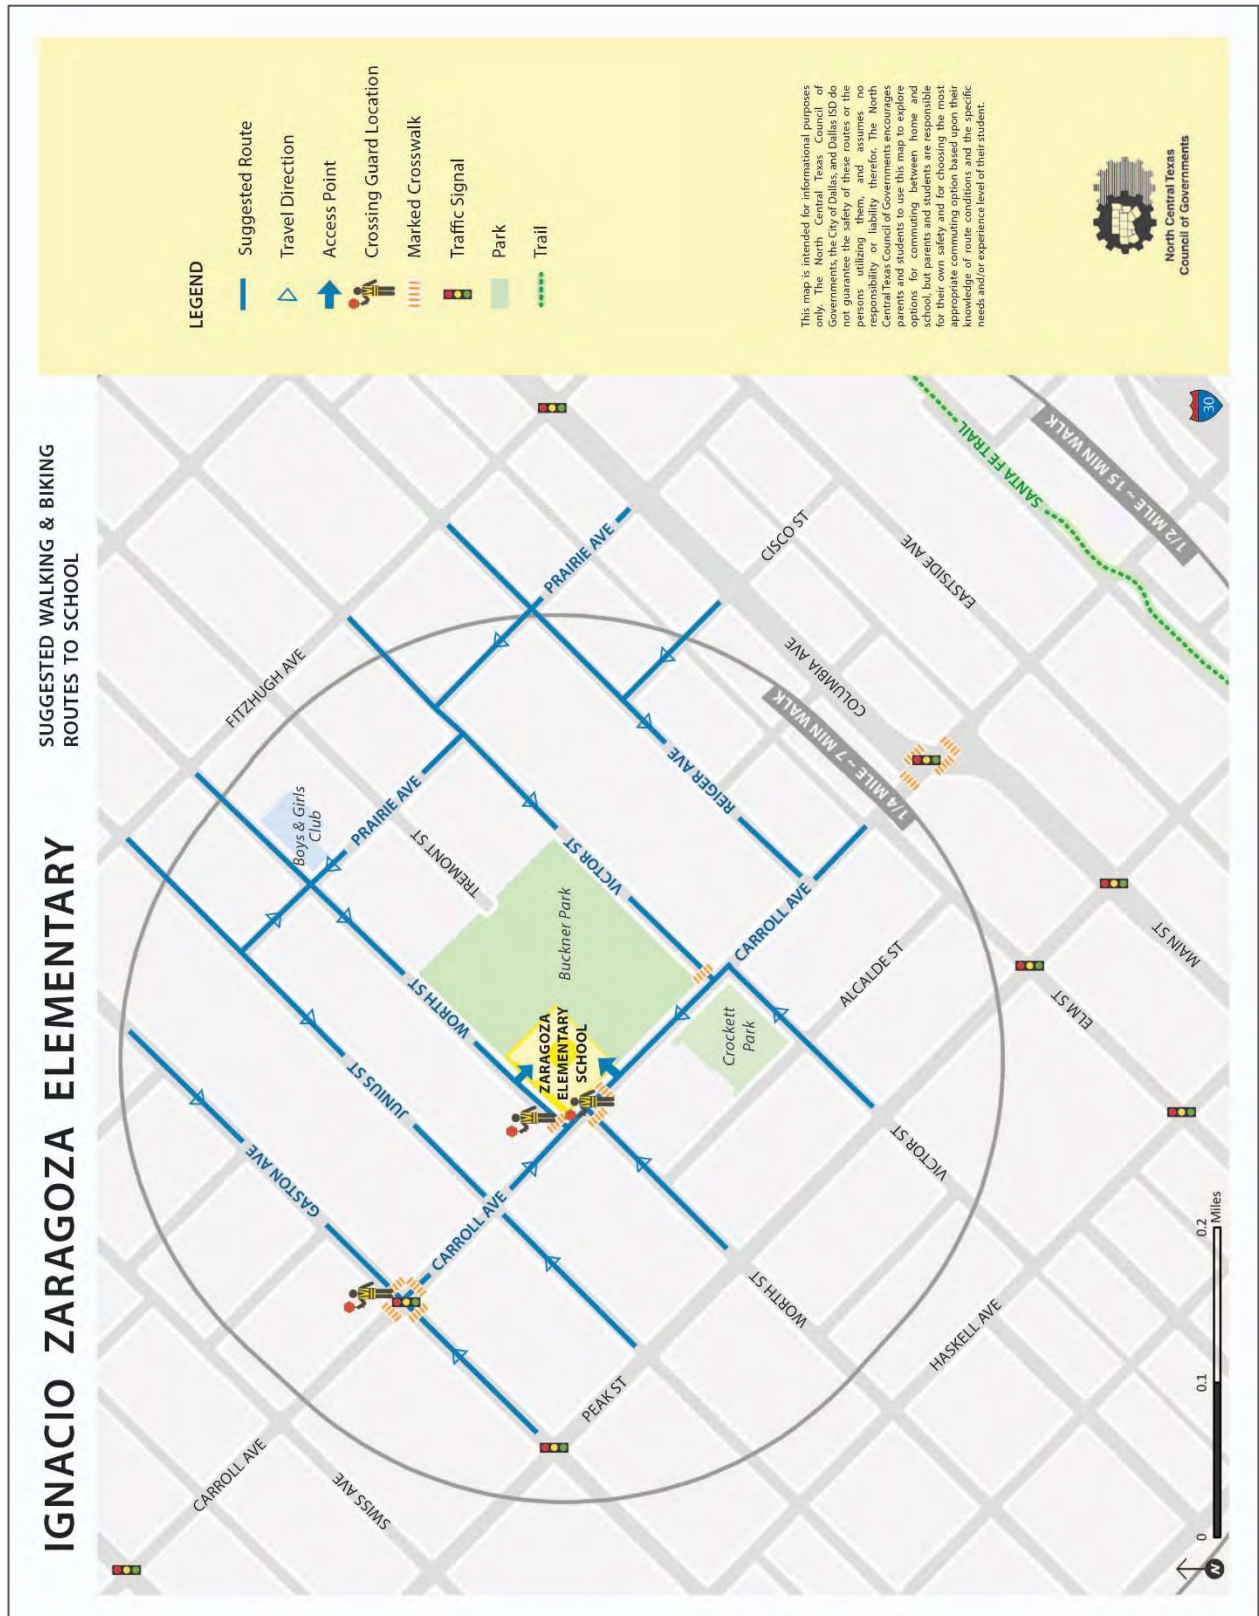 IGNACIO ZARAGOZA ELEMENTARY
SUGGESTED WALKING & BIKING
ROUTES TO SCHOOL
LEGEND
Suggested Route
Travel Direction
Access Point
Crossing Guard Location
Marked Crosswalk
Traffic Signal
Park
Trail
This map is intended for informational purposes
only. The North Central Texas Council of
Governments, the City of Dallas, and Dallas ISD do
not guarantee the safety of these routes or the
persons utilizing them, and assumes no
responsibility or liability therefor. The North
Central Texas Council of Governments encourages
parents and students to use this map to explore
options for commuting between home and
school, but parents and students are responsible
for their own safety and for choosing the most
appropriate commuting option based upon their
knowledge of route conditions and the specific
needs and/or experience level of their student.
North Central Texas
Council of Governments
CARROLL AVE
SWISS AVE
GASTON AVE
JUNIUS ST
FITZHUGH AVE
Boys & Girls
Club
PRAIRIE AVE
TREMONT ST
WORTH ST
CARROLL AVE
PEAK ST
ZARAGOZA
ELEMENTARY
SCHOOL
Buckner Park
VICTOR ST
PRAIRIE AVE
REIGER AVE
CARROLL AVE
Crockett
Park
ALCALDE ST
WORTH ST
VICTOR ST
HASKELL AVE
CISCO ST
COLUMBIA AVE
EASTSIDE AVE
1/4 MILE ~ 7 MIN WALK
SANTA FE TRAIL
1/2 MILE ~ 15 MIN WALK
ELM ST
MAIN ST
30
N
0
0.1
0.2
Miles